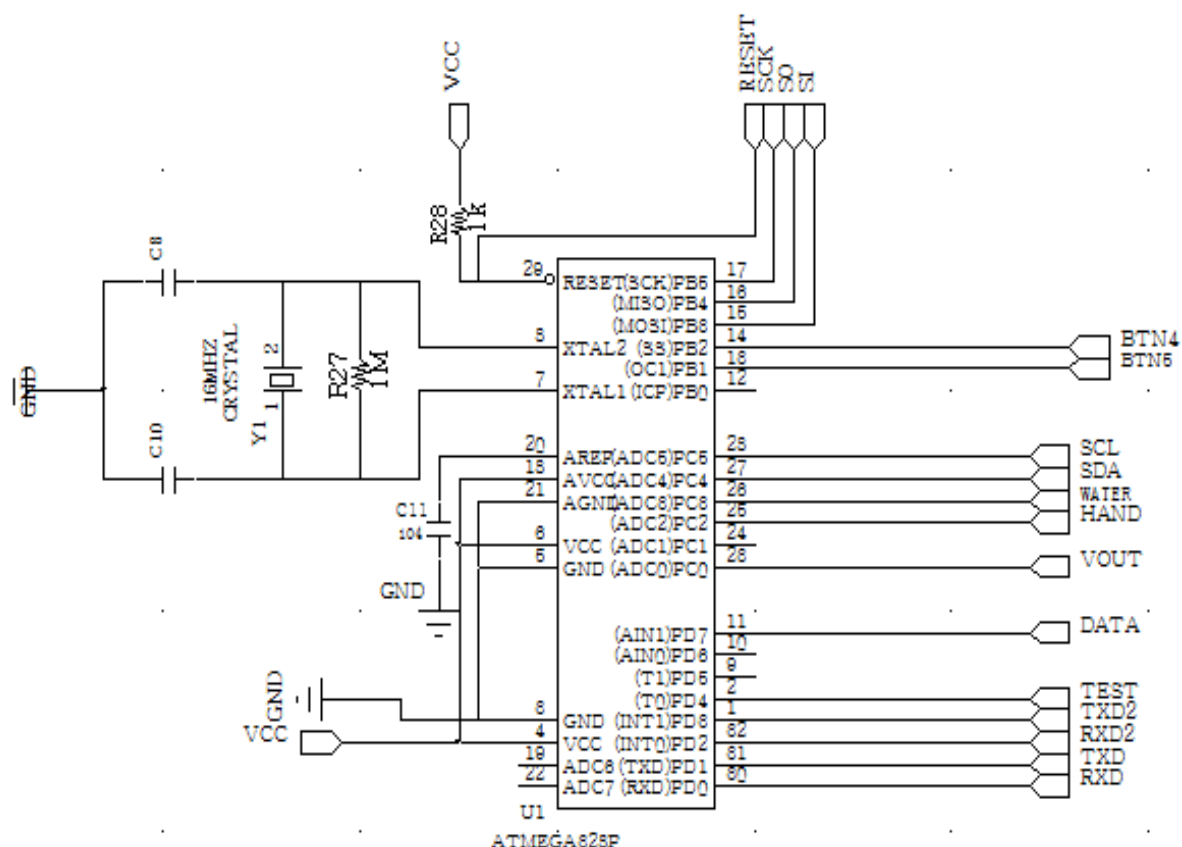 VCC
RESET
SCK
SO
SI
R28
1K
C8
29
RESET (SCK)PB5 17
(MISO)PB4 16
(MOSI)PB3 15
8 XTAL2 (SS)PB2 14 BTN4
(OC1)PB1 13 BTN5
7 XTAL1 (ICP)PB0 12
GND
16MHZ
CRYSTAL
2
1
Y1
R27
1M
C10
20 AREF (ADC5)PC5 28 SCL
18 AVCC (ADC4)PC4 27 SDA
21 AGND (ADC3)PC3 26 WATER
C11
104
(ADC2)PC2 25 HAND
6 VCC (ADC1)PC1 24
5 GND (ADC0)PC0 23 VOUT
GND
(AIN1)PD7 11 DATA
(AIN0)PD6 10
(T1)PD5 9
(T0)PD4 2 TEST
GND
3 GND (INT1)PD3 1 TXD2
VCC
4 VCC (INT0)PD2 32 RXD2
19 ADC6 (TXD)PD1 31 TXD
22 ADC7 (RXD)PD0 30 RXD
U1
ATMEGA328P